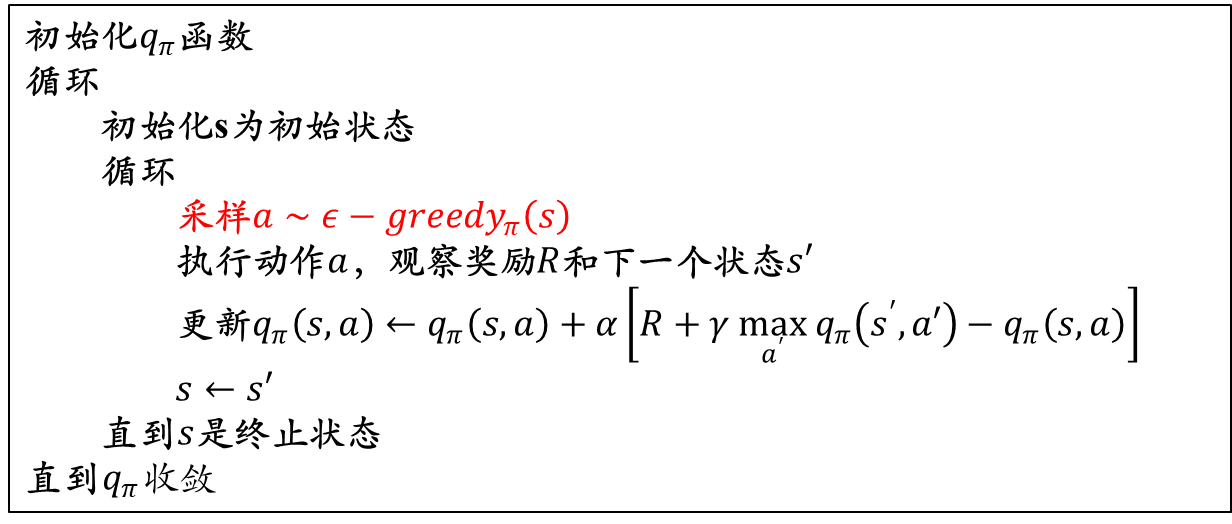 初始化qπ函数
循环
初始化s为初始状态
循环
采样a ~ ϵ − greedyπ(s)
执行动作a，观察奖励R和下一个状态s′
更新qπ(s, a) ← qπ(s, a) + α[R + γ max a′ qπ(s′, a′) − qπ(s, a)]
s ← s′
直到s是终止状态
直到qπ收敛